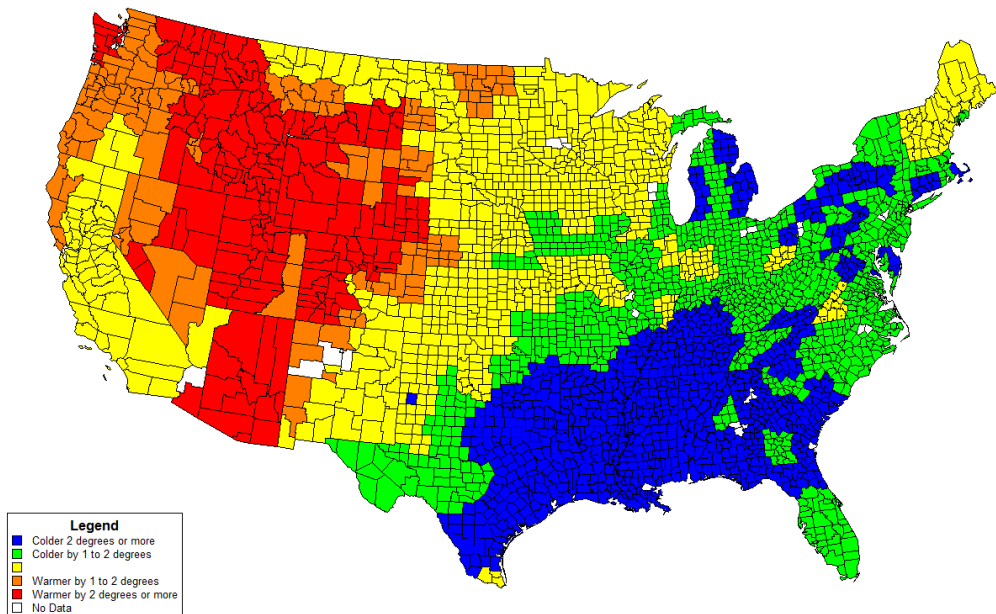 Legend
Colder 2 degrees or more
Colder by 1 to 2 degrees
Warmer by 1 to 2 degrees
Warmer by 2 degrees or more
No Data